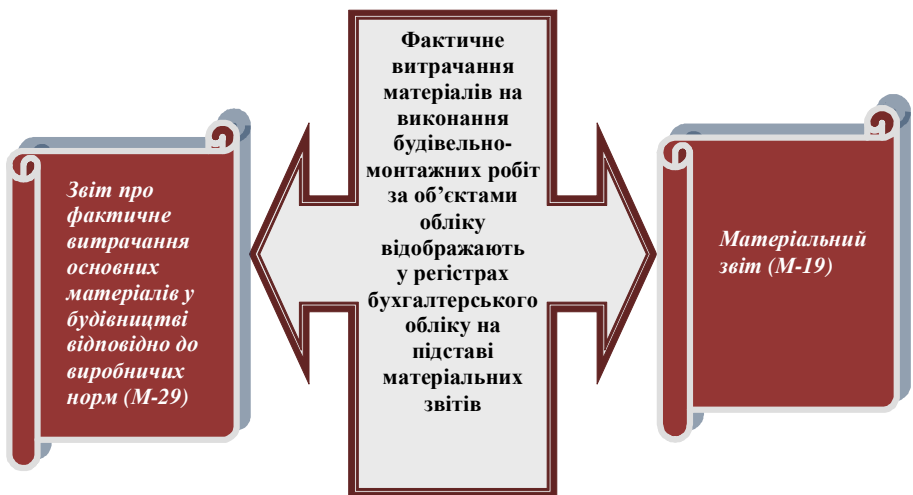 Звіт про
фактичне
витрачання
основних
матеріалів у
будівництві
відповідно до
виробничих
норм (М-29)
Фактичне
витрачання
матеріалів на
виконання
будівельно-
монтажних робіт
за об’єктами
обліку
відображають
у регістрах
бухгалтерського
обліку на
підставі
матеріальних
звітів
Матеріальний
звіт (М-19)